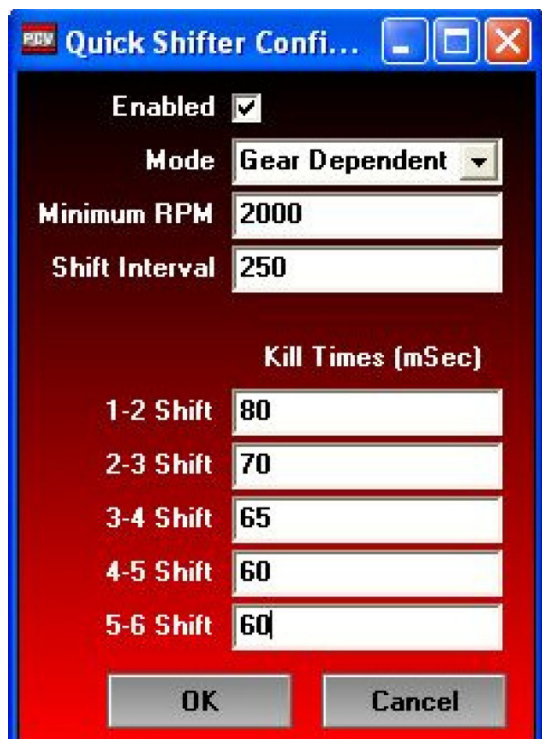 PCV Quick Shifter Confi...
Enabled
Mode Gear Dependent
Minimum RPM 2000
Shift Interval 250
Kill Times (mSec)
1-2 Shift 80
2-3 Shift 70
3-4 Shift 65
4-5 Shift 60
5-6 Shift 60
OK Cancel